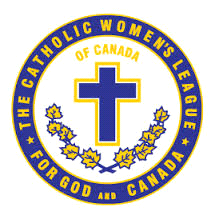 THE CATHOLIC WOMEN'S LEAGUE
OF CANADA
FOR GOD AND CANADA